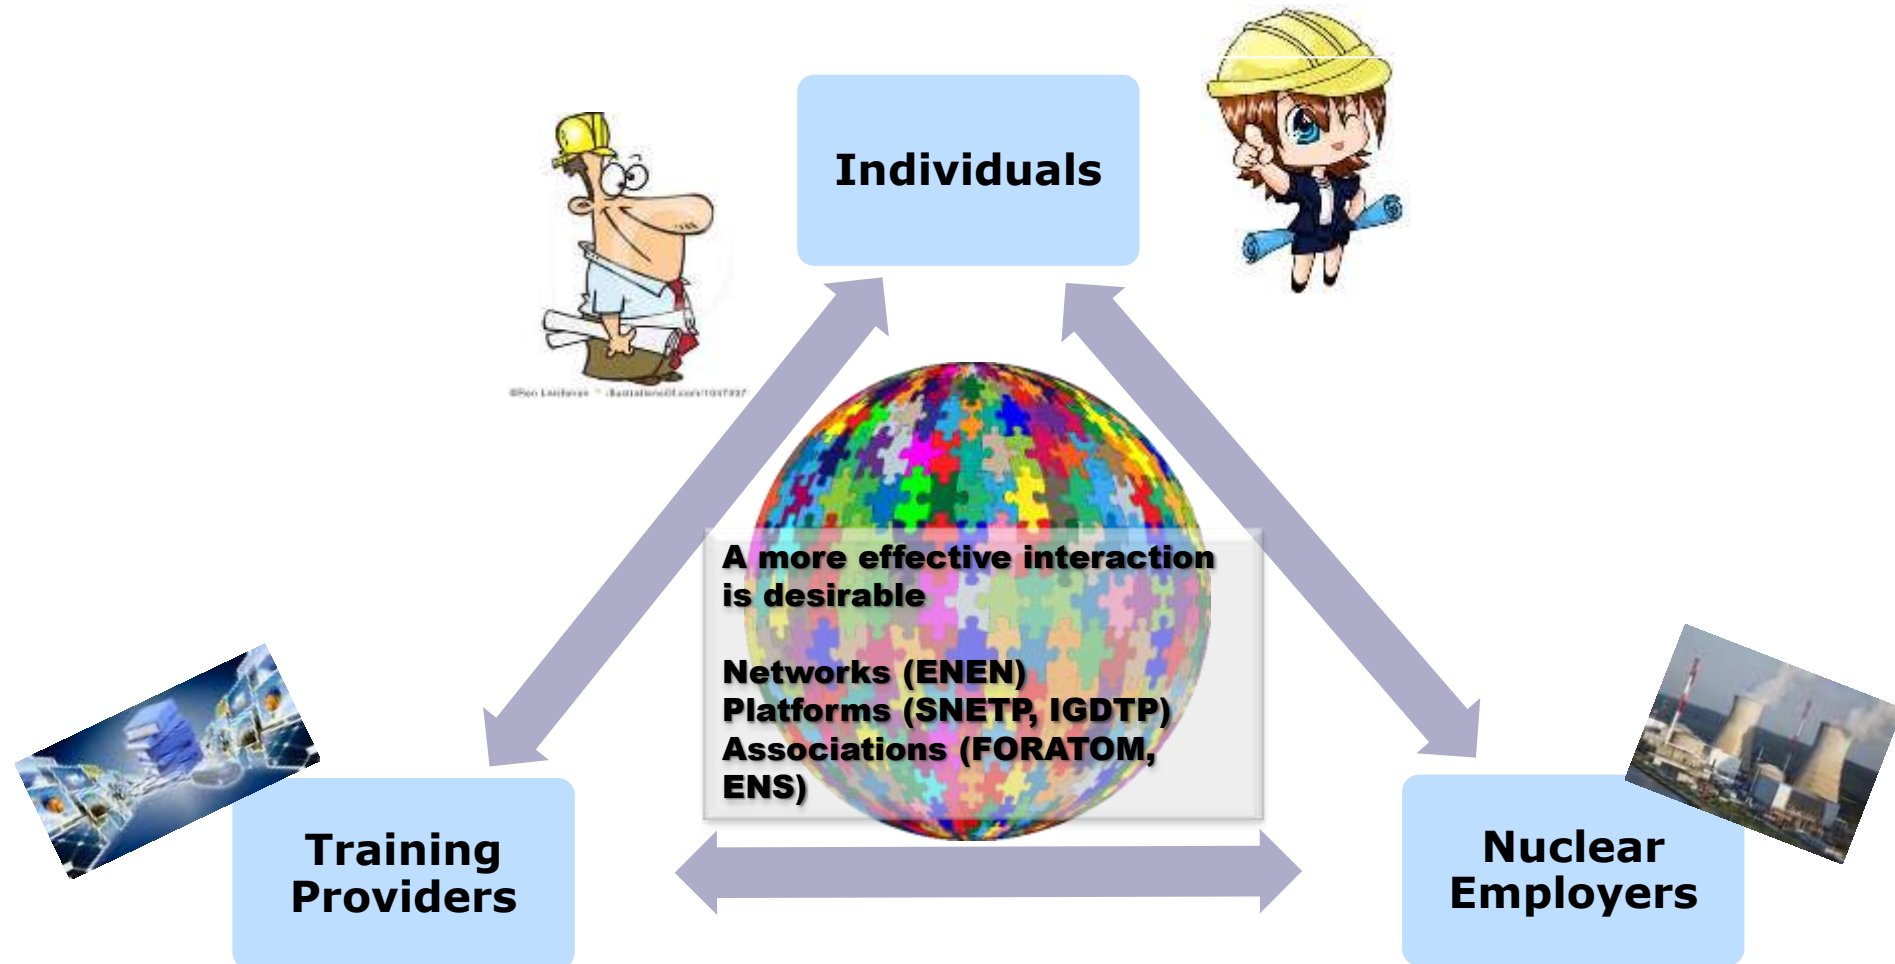 Individuals
A more effective interaction
is desirable
Networks (ENEN)
Platforms (SNETP, IGDTP)
Associations (FORATOM,
ENS)
Training
Providers
Nuclear
Employers